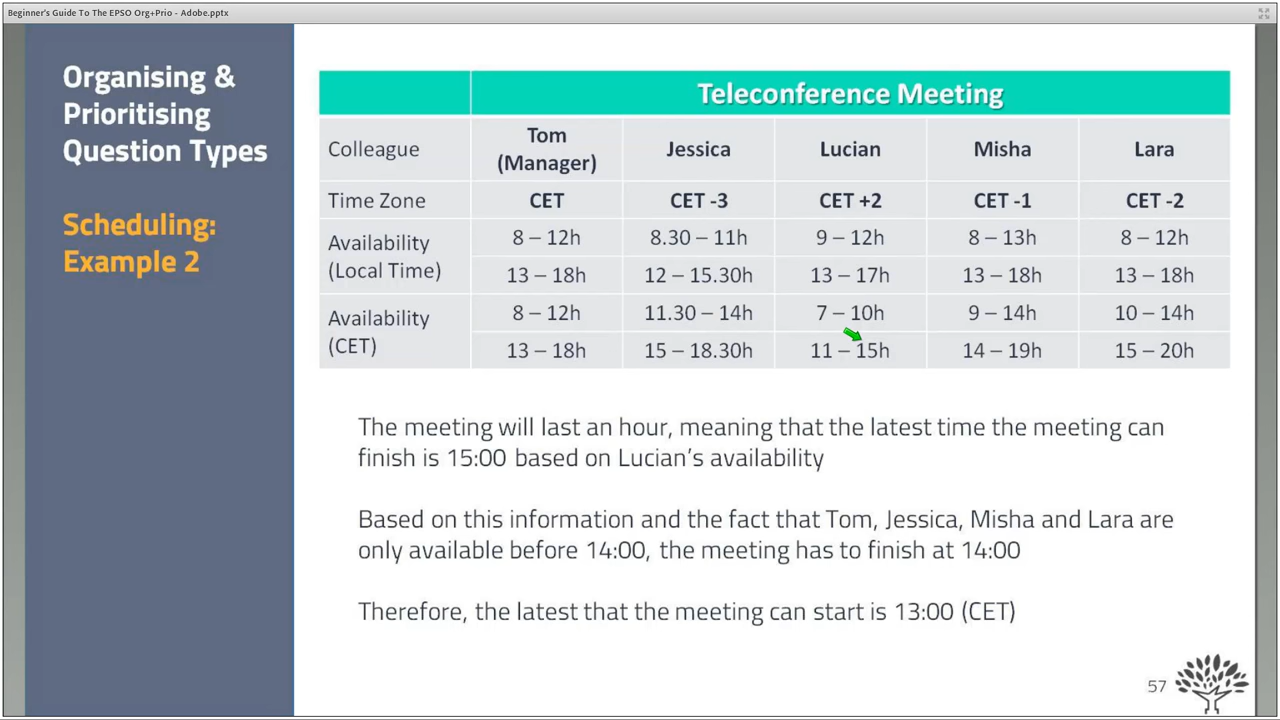 Beginner's Guide To The EPSO Org+Prio - Adobe.pptx
Organising &
Prioritising
Question Types
Scheduling:
Example 2
Teleconference Meeting
Colleague Tom (Manager) Jessica Lucian Misha Lara
Time Zone CET CET -3 CET +2 CET -1 CET -2
Availability (Local Time) 8 – 12h 8.30 – 11h 9 – 12h 8 – 13h 8 – 12h
13 – 18h 12 – 15.30h 13 – 17h 13 – 18h 13 – 18h
Availability (CET) 8 – 12h 11.30 – 14h 7 – 10h 9 – 14h 10 – 14h
13 – 18h 15 – 18.30h 11 – 15h 14 – 19h 15 – 20h
The meeting will last an hour, meaning that the latest time the meeting can
finish is 15:00 based on Lucian's availability
Based on this information and the fact that Tom, Jessica, Misha and Lara are
only available before 14:00, the meeting has to finish at 14:00
Therefore, the latest that the meeting can start is 13:00 (CET)
57